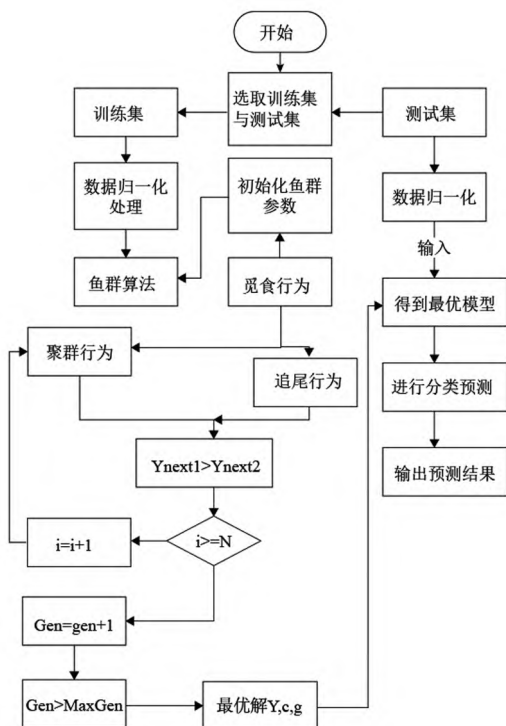 开始
训练集
选取训练集
与测试集
测试集
数据归一化
处理
初始化鱼群
参数
数据归一化
输入
鱼群算法
觅食行为
得到最优模型
聚群行为
追尾行为
进行分类预测
Ynext1>Ynext2
输出预测结果
i=i+1
i>=N
Gen=gen+1
Gen>MaxGen
最优解Y,c,g